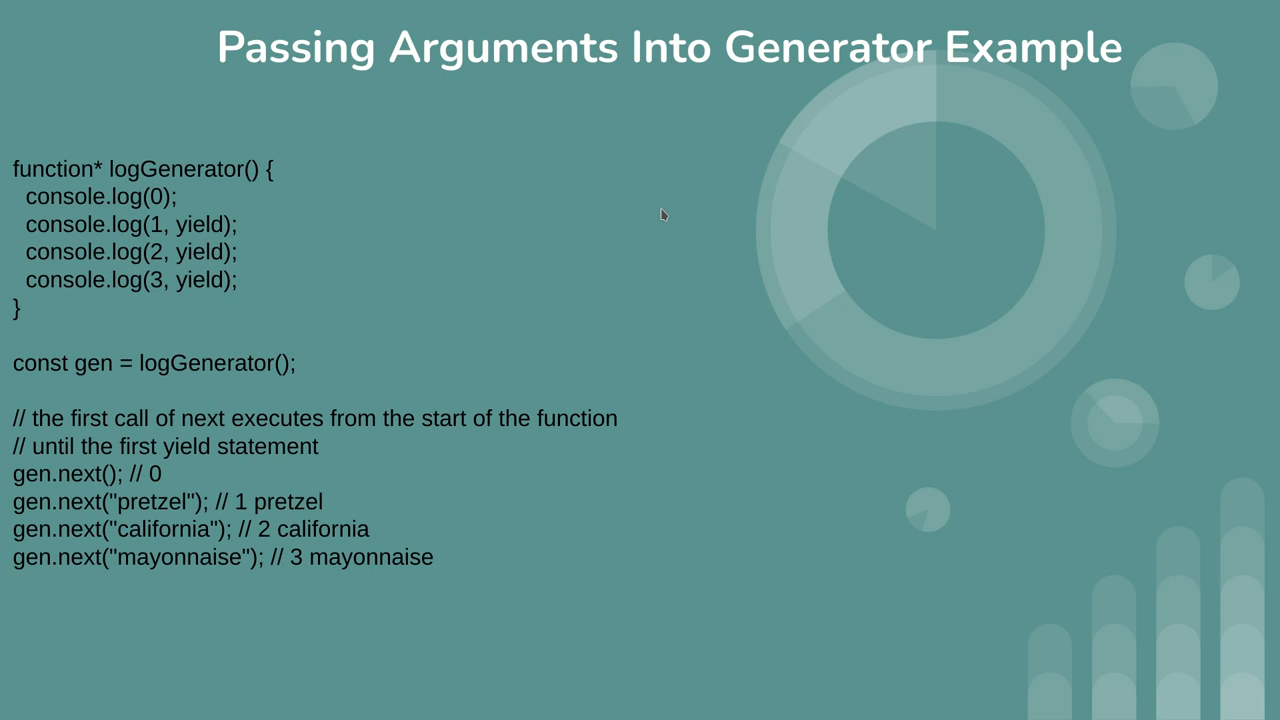 Passing Arguments Into Generator Example
function* logGenerator() {
  console.log(0);
  console.log(1, yield);
  console.log(2, yield);
  console.log(3, yield);
}
const gen = logGenerator();
// the first call of next executes from the start of the function
// until the first yield statement
gen.next(); // 0
gen.next("pretzel"); // 1 pretzel
gen.next("california"); // 2 california
gen.next("mayonnaise"); // 3 mayonnaise